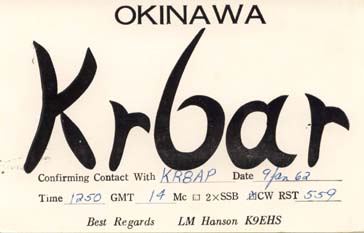 OKINAWA
Kr6ar
Confirming Contact With KR8AP Date 9 Jan 62
Time 1250 GMT 14 Mc □ 2×SSB ☒CW RST 559
Best Regards LM Hanson K9EHS